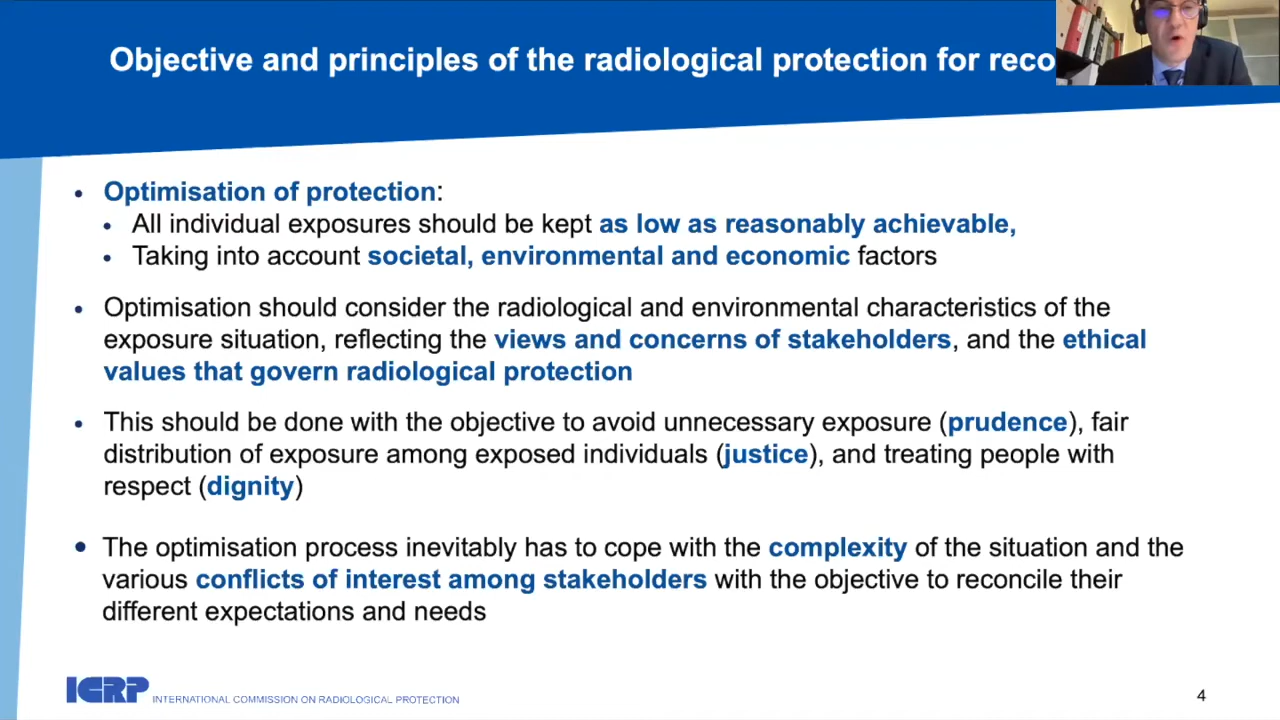 Objective and principles of the radiological protection for reco
Optimisation of protection:
All individual exposures should be kept as low as reasonably achievable,
Taking into account societal, environmental and economic factors
Optimisation should consider the radiological and environmental characteristics of the
exposure situation, reflecting the views and concerns of stakeholders, and the ethical
values that govern radiological protection
This should be done with the objective to avoid unnecessary exposure (prudence), fair
distribution of exposure among exposed individuals (justice), and treating people with
respect (dignity)
The optimisation process inevitably has to cope with the complexity of the situation and the
various conflicts of interest among stakeholders with the objective to reconcile their
different expectations and needs
ICRP INTERNATIONAL COMMISSION ON RADIOLOGICAL PROTECTION
4